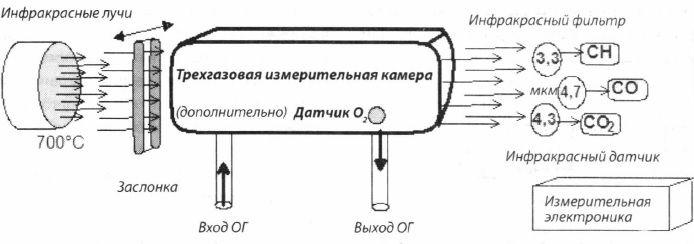 Инфракрасные лучи
Инфракрасный фильтр
3,3 CH
Трехгазовая измерительная камера
мкм 4,7 CO
(дополнительно) Датчик O₂
4,3 CO₂
700°C
Инфракрасный датчик
Заслонка
Измерительная
электроника
Вход ОГ
Выход ОГ